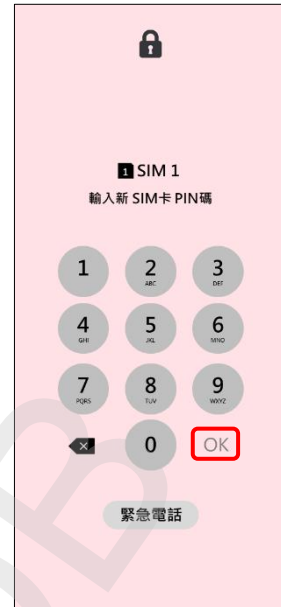 1 SIM 1
輸入新 SIM卡 PIN碼
1 2 3
ABC DEF
4 5 6
GHI JKL MNO
7 8 9
PQRS TUV WXYZ
0 OK
緊急電話